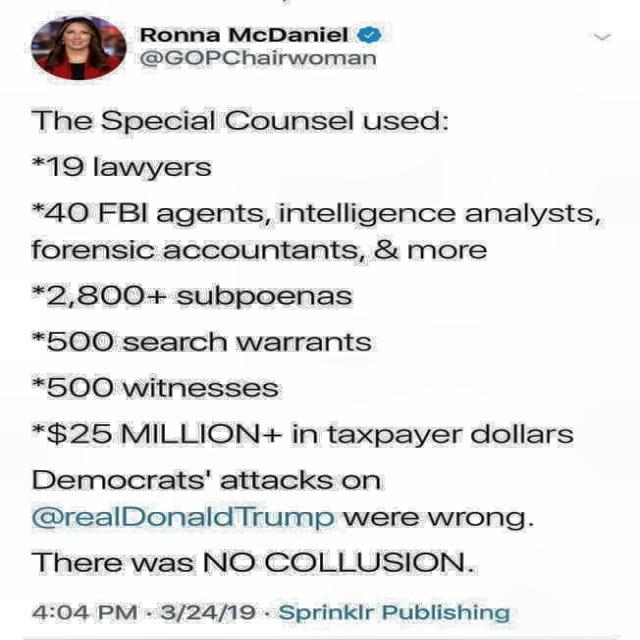 Ronna McDaniel
@GOPChairwoman
The Special Counsel used:
*19 lawyers
*40 FBI agents, intelligence analysts,
forensic accountants, & more
*2,800+ subpoenas
*500 search warrants
*500 witnesses
*$25 MILLION+ in taxpayer dollars
Democrats' attacks on
@realDonaldTrump were wrong.
There was NO COLLUSION.
4:04 PM · 3/24/19 · Sprinklr Publishing